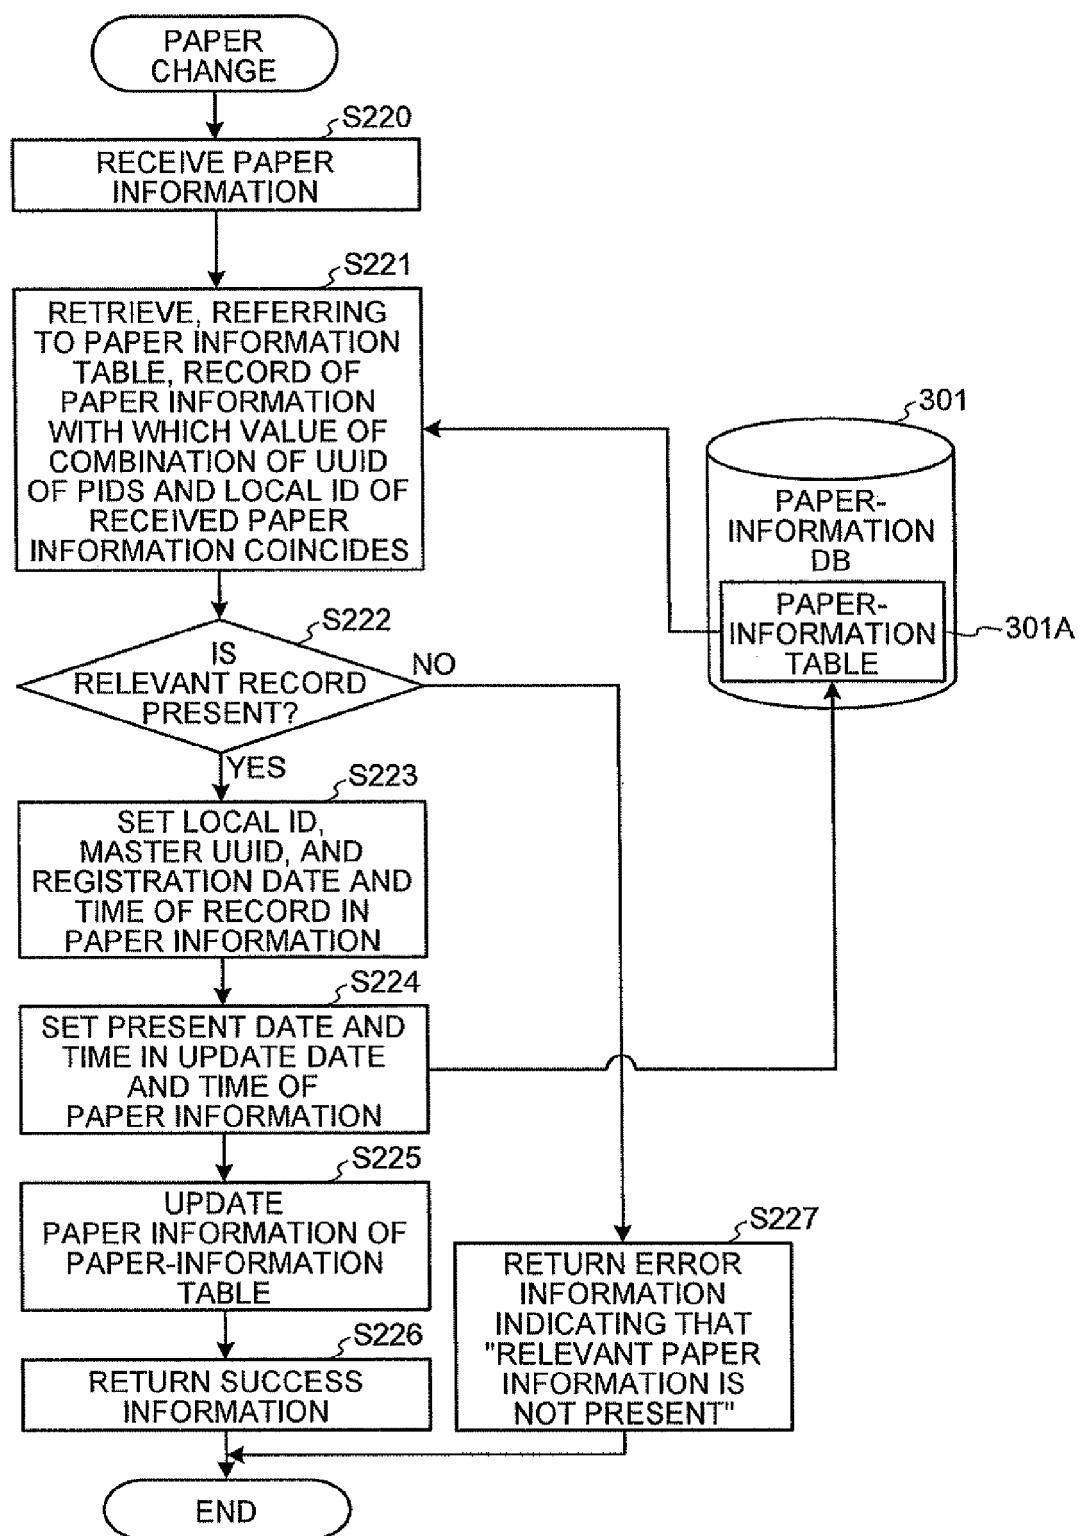 PAPER
CHANGE
S220
RECEIVE PAPER
INFORMATION
S221
RETRIEVE, REFERRING
TO PAPER INFORMATION
TABLE, RECORD OF
PAPER INFORMATION
WITH WHICH VALUE OF
COMBINATION OF UUID
OF PIDS AND LOCAL ID OF
RECEIVED PAPER
INFORMATION COINCIDES
301
PAPER-
INFORMATION
DB
PAPER-
INFORMATION
TABLE
301A
S222
IS
RELEVANT RECORD
PRESENT?
NO
YES
S223
SET LOCAL ID,
MASTER UUID, AND
REGISTRATION DATE AND
TIME OF RECORD IN
PAPER INFORMATION
S224
SET PRESENT DATE AND
TIME IN UPDATE DATE
AND TIME OF
PAPER INFORMATION
S225
UPDATE
PAPER INFORMATION OF
PAPER-INFORMATION
TABLE
S226
RETURN SUCCESS
INFORMATION
S227
RETURN ERROR
INFORMATION
INDICATING THAT
"RELEVANT PAPER
INFORMATION IS
NOT PRESENT"
END